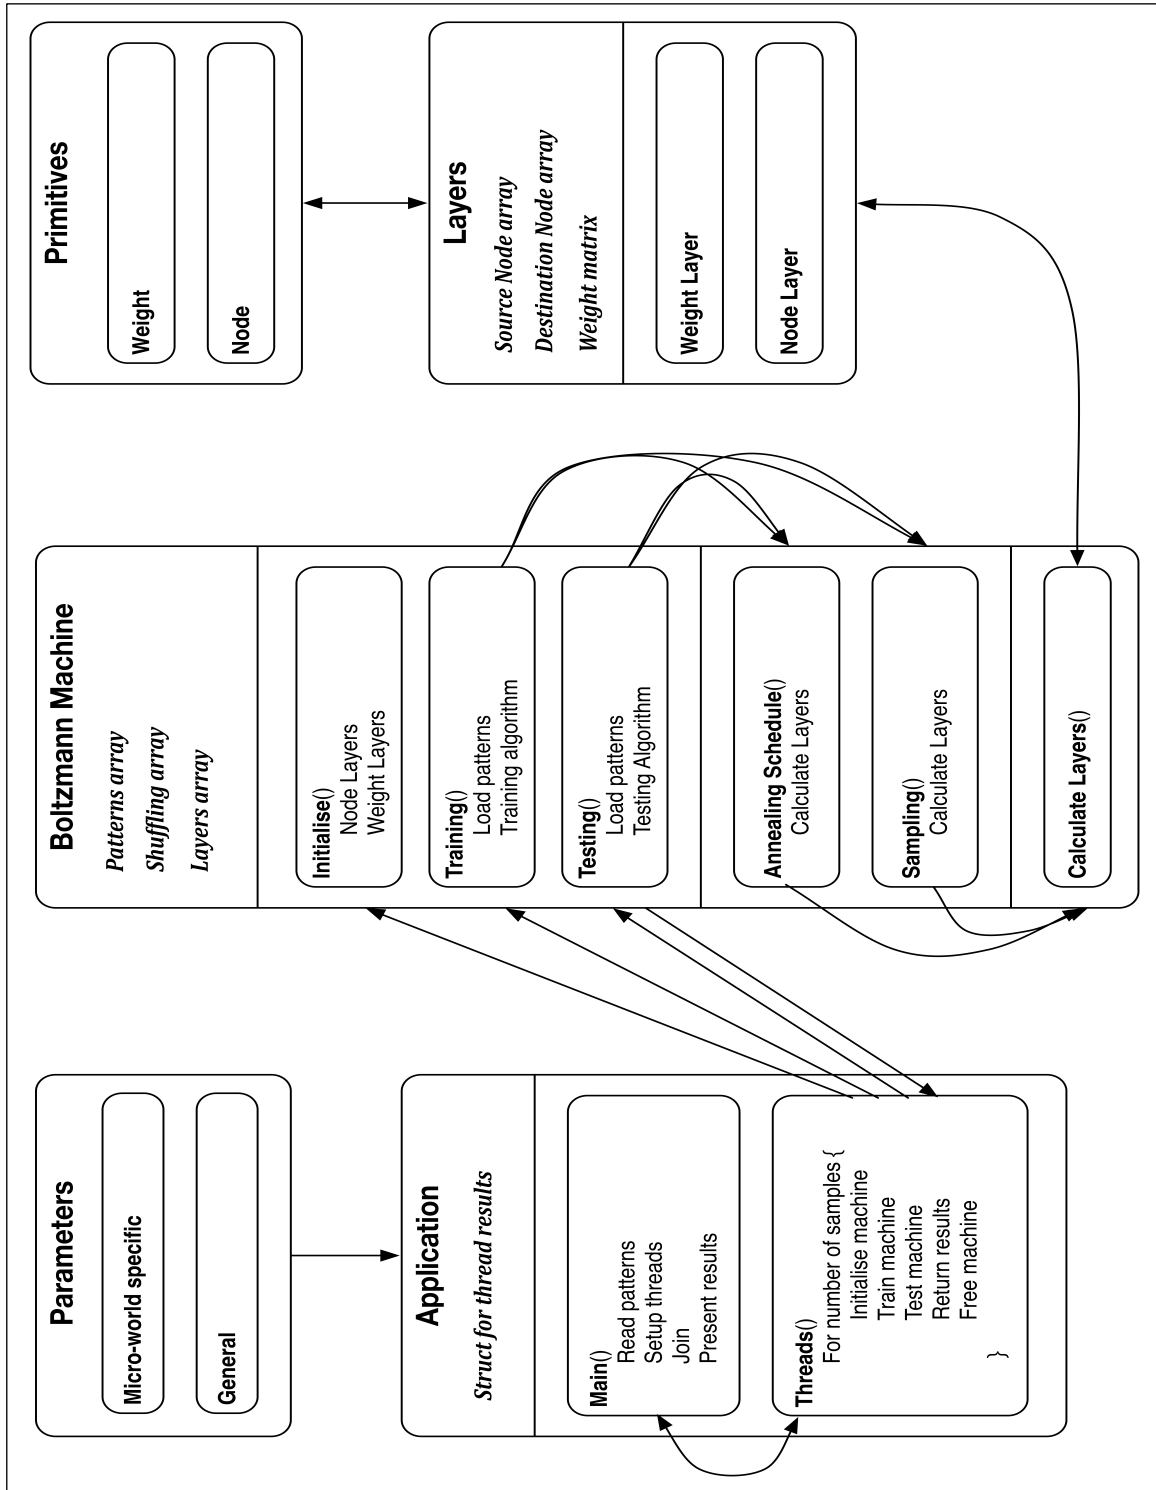 Parameters
Micro-world specific
General
Application
Struct for thread results
Main()
Read patterns
Setup threads
Join
Present results
Threads()
For number of samples {
Initialise machine
Train machine
Test machine
Return results
Free machine
}
Boltzmann Machine
Patterns array
Shuffling array
Layers array
Initialise()
Node Layers
Weight Layers
Training()
Load patterns
Training algorithm
Testing()
Load patterns
Testing Algorithm
Annealing Schedule()
Calculate Layers
Sampling()
Calculate Layers
Calculate Layers()
Primitives
Weight
Node
Layers
Source Node array
Destination Node array
Weight matrix
Weight Layer
Node Layer